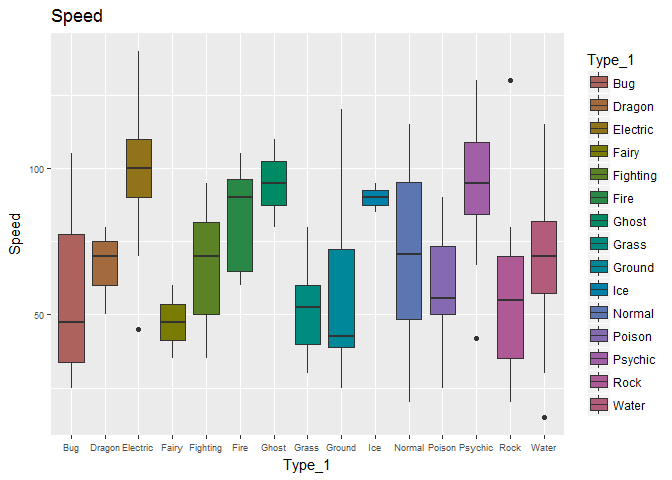 Speed
Speed
100
50
Bug Dragon Electric Fairy Fighting Fire Ghost Grass Ground Ice Normal Poison Psychic Rock Water
Type_1
Type_1
Bug
Dragon
Electric
Fairy
Fighting
Fire
Ghost
Grass
Ground
Ice
Normal
Poison
Psychic
Rock
Water